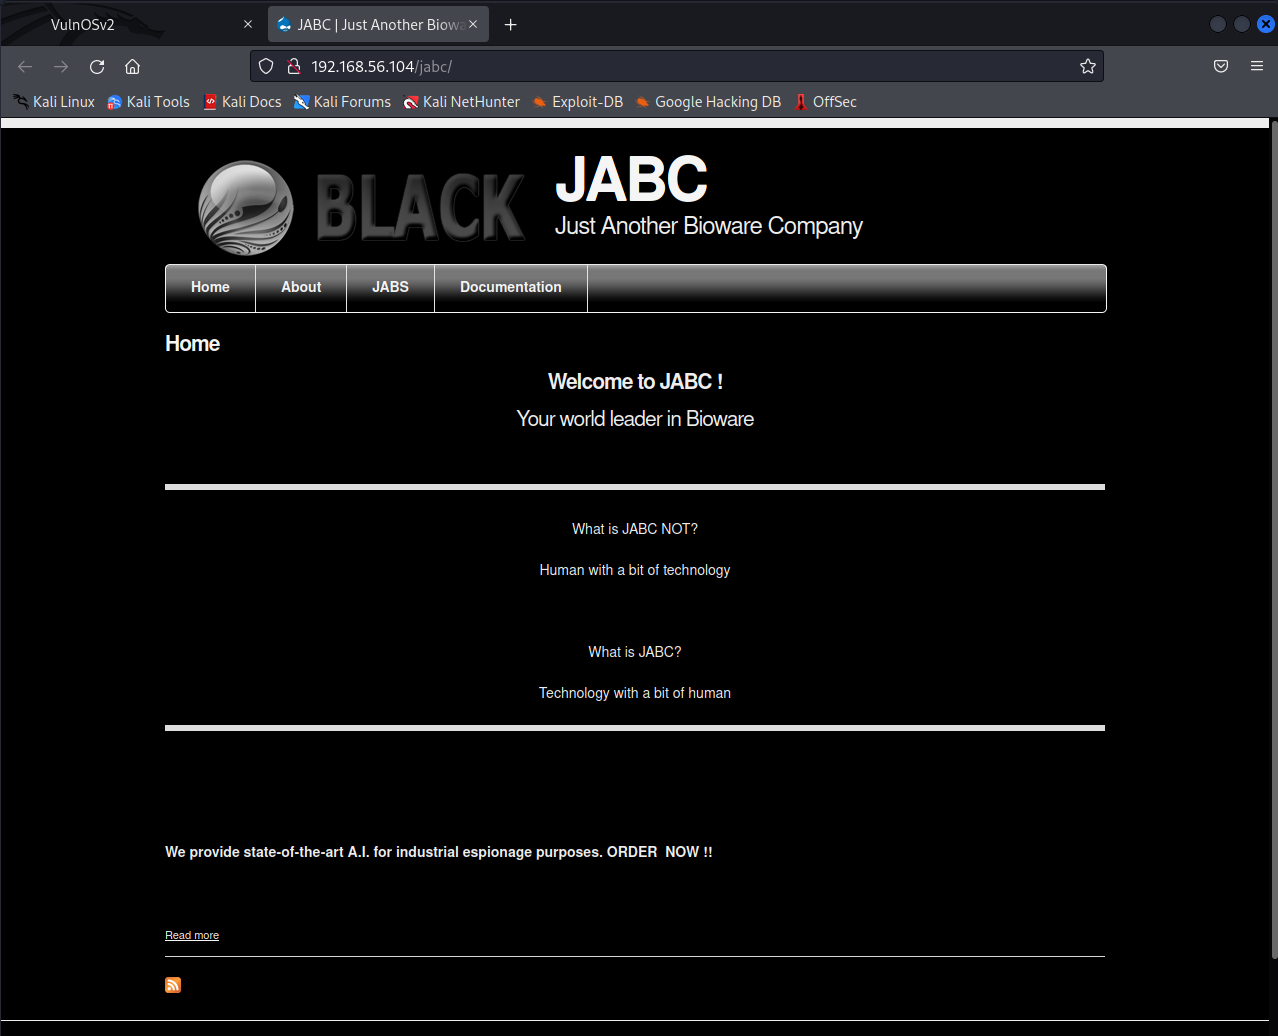 VulnOSv2
JABC | Just Another Biowa
192.168.56.104/jabc/
Kali Linux
Kali Tools
Kali Docs
Kali Forums
Kali NetHunter
Exploit-DB
Google Hacking DB
OffSec
BLACK
JABC
Just Another Bioware Company
Home
About
JABS
Documentation
Home
Welcome to JABC !
Your world leader in Bioware
What is JABC NOT?
Human with a bit of technology
What is JABC?
Technology with a bit of human
We provide state-of-the-art A.I. for industrial espionage purposes. ORDER  NOW !!
Read more